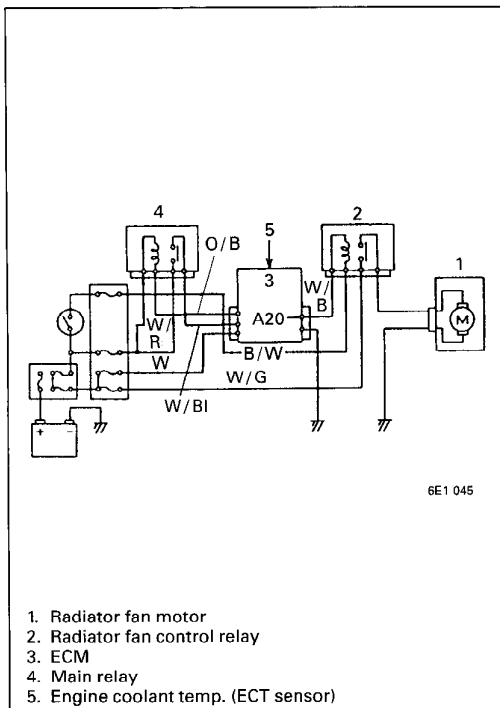 4
O/B
5
2
3
W/
B
1
A20
M
W/
R
B/W
W
W/G
W/Bl
+ -
6E1 045
1. Radiator fan motor
2. Radiator fan control relay
3. ECM
4. Main relay
5. Engine coolant temp. (ECT sensor)